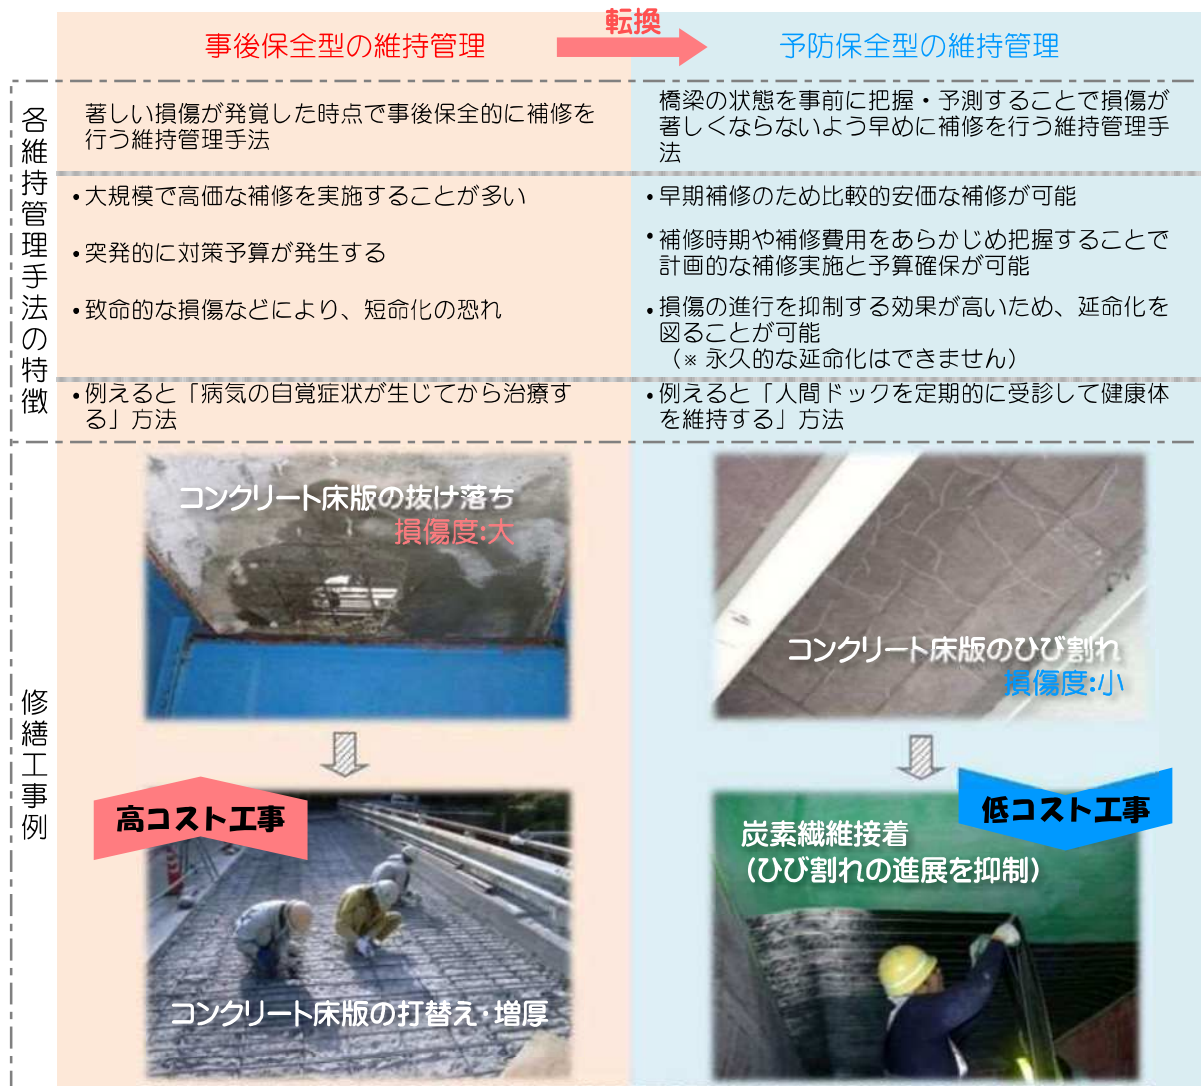 転換
事後保全型の維持管理
予防保全型の維持管理
各維持管理手法の特徴
著しい損傷が発覚した時点で事後保全的に補修を
行う維持管理手法
橋梁の状態を事前に把握・予測することで損傷が
著しくならないよう早めに補修を行う維持管理手
法
•大規模で高価な補修を実施することが多い
•突発的に対策予算が発生する
•致命的な損傷などにより、短命化の恐れ
•早期補修のため比較的安価な補修が可能
•補修時期や補修費用をあらかじめ把握することで
計画的な補修実施と予算確保が可能
•損傷の進行を抑制する効果が高いため、延命化を
図ることが可能
（※ 永久的な延命化はできません）
•例えると「病気の自覚症状が生じてから治療す
る」方法
•例えると「人間ドックを定期的に受診して健康体
を維持する」方法
修繕工事例
コンクリート床版の抜け落ち
損傷度:大
高コスト工事
コンクリート床版の打替え・増厚
コンクリート床版のひび割れ
損傷度:小
低コスト工事
炭素繊維接着
(ひび割れの進展を抑制)